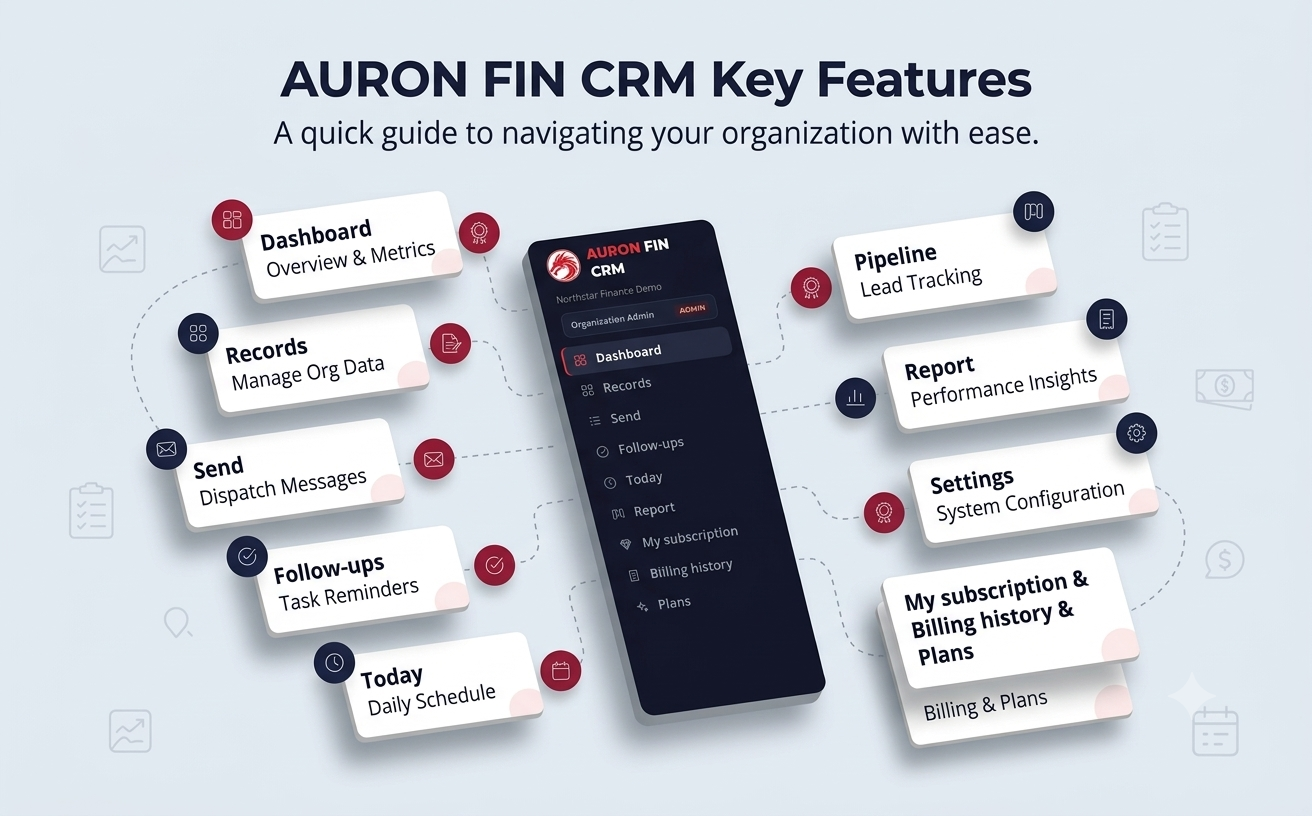 AURON FIN CRM Key Features
A quick guide to navigating your organization with ease.
Dashboard
Overview & Metrics
Records
Manage Org Data
Send
Dispatch Messages
Follow-ups
Task Reminders
Today
Daily Schedule
AURON FIN
CRM
Northstar Finance Demo
Organization Admin ADMIN
Dashboard
Records
Send
Follow-ups
Today
Report
My subscription
Biiling history
Plans
Pipeline
Lead Tracking
Report
Performance Insights
Settings
System Configuration
My subscription &
Billing history &
Plans
Billing & Plans